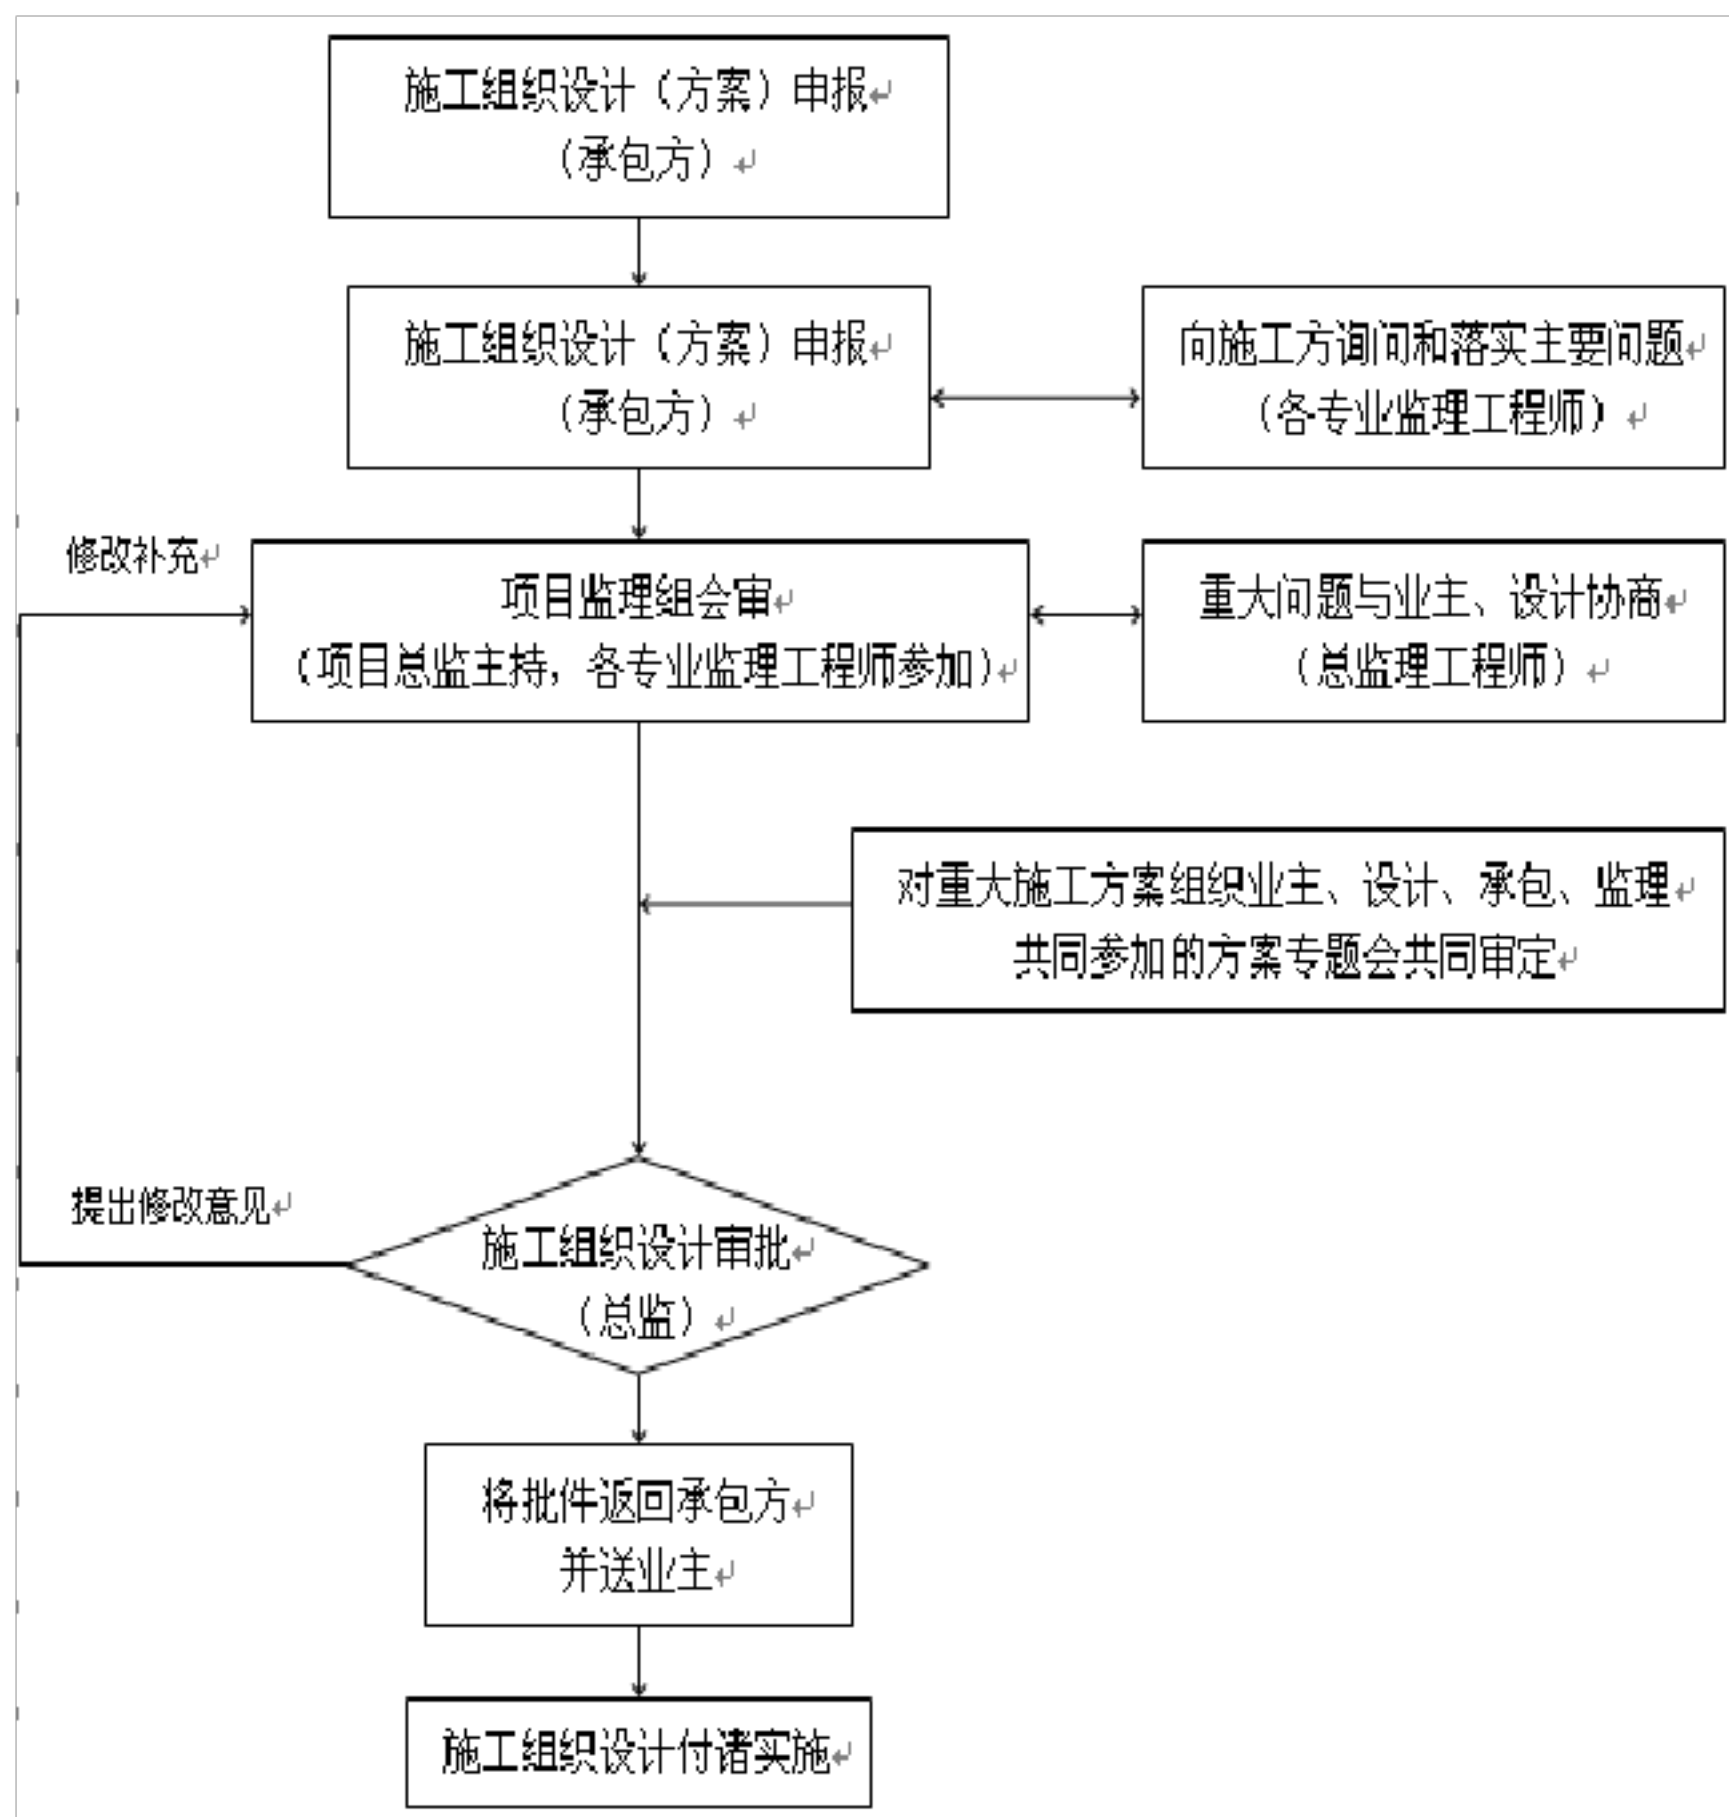 施工组织设计（方案）申报
（承包方）
施工组织设计（方案）申报
（承包方）
向施工方询问和落实主要问题
（各专业监理工程师）
修改补充
项目监理组会审
（项目总监主持，各专业监理工程师参加）
重大问题与业主、设计协商
（总监理工程师）
对重大施工方案组织业主、设计、承包、监理
共同参加的方案专题会共同审定
提出修改意见
施工组织设计审批
（总监）
将批件返回承包方
并送业主
施工组织设计付诸实施